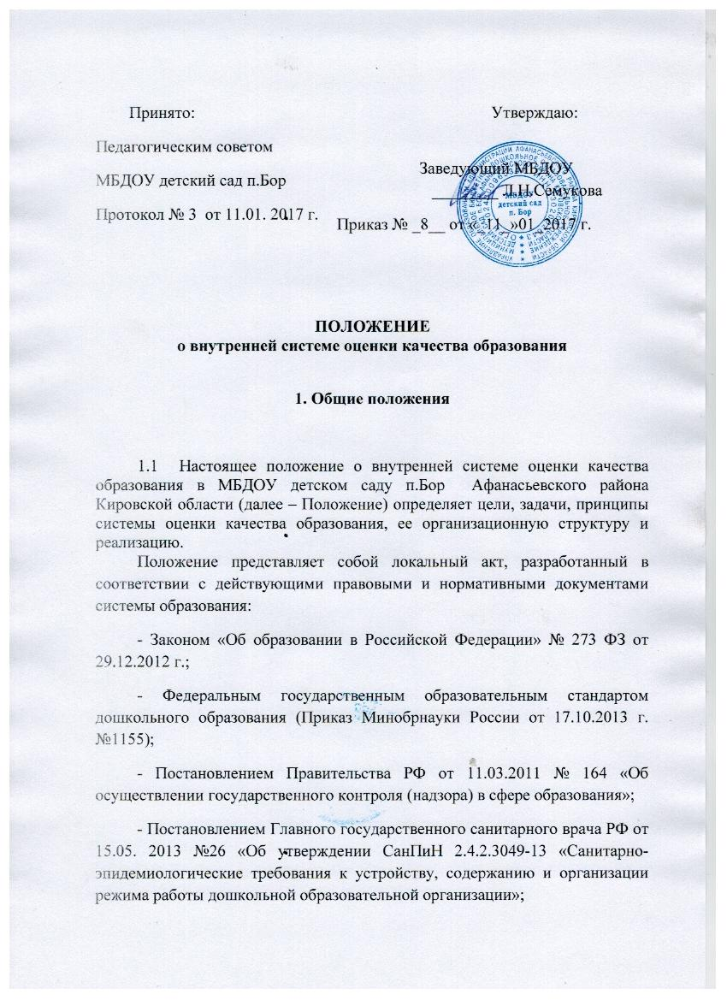 Принято: Утверждаю:
Педагогическим советом
Заведующий МБДОУ
МБДОУ детский сад п.Бор
________ Л.Н.Семукова
Протокол № 3 от 11.01. 2017 г.
Приказ № _8__ от « 11 »01 2017 г.
МБДОУ
детский сад
п. Бор
ПОЛОЖЕНИЕ
о внутренней системе оценки качества образования
1. Общие положения
1.1 Настоящее положение о внутренней системе оценки качества
образования в МБДОУ детском саду п.Бор Афанасьевского района
Кировской области (далее – Положение) определяет цели, задачи, принципы
системы оценки качества образования, ее организационную структуру и
реализацию.
Положение представляет собой локальный акт, разработанный в
соответствии с действующими правовыми и нормативными документами
системы образования:
- Законом «Об образовании в Российской Федерации» № 273 ФЗ от
29.12.2012 г.;
- Федеральным государственным образовательным стандартом
дошкольного образования (Приказ Минобрнауки России от 17.10.2013 г.
№1155);
- Постановлением Правительства РФ от 11.03.2011 № 164 «Об
осуществлении государственного контроля (надзора) в сфере образования»;
- Постановлением Главного государственного санитарного врача РФ от
15.05. 2013 №26 «Об утверждении СанПиН 2.4.2.3049-13 «Санитарно-
эпидемиологические требования к устройству, содержанию и организации
режима работы дошкольной образовательной организации»;